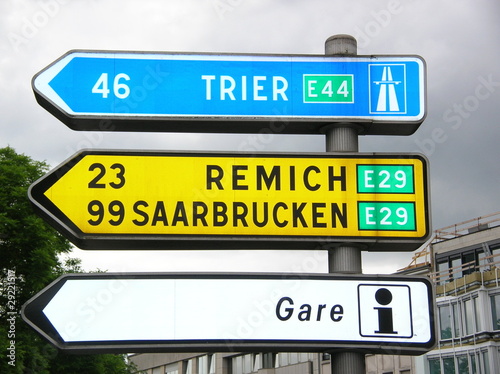 46 TRIER E44
23 REMICH E29
99 SAARBRUCKEN E29
Gare i